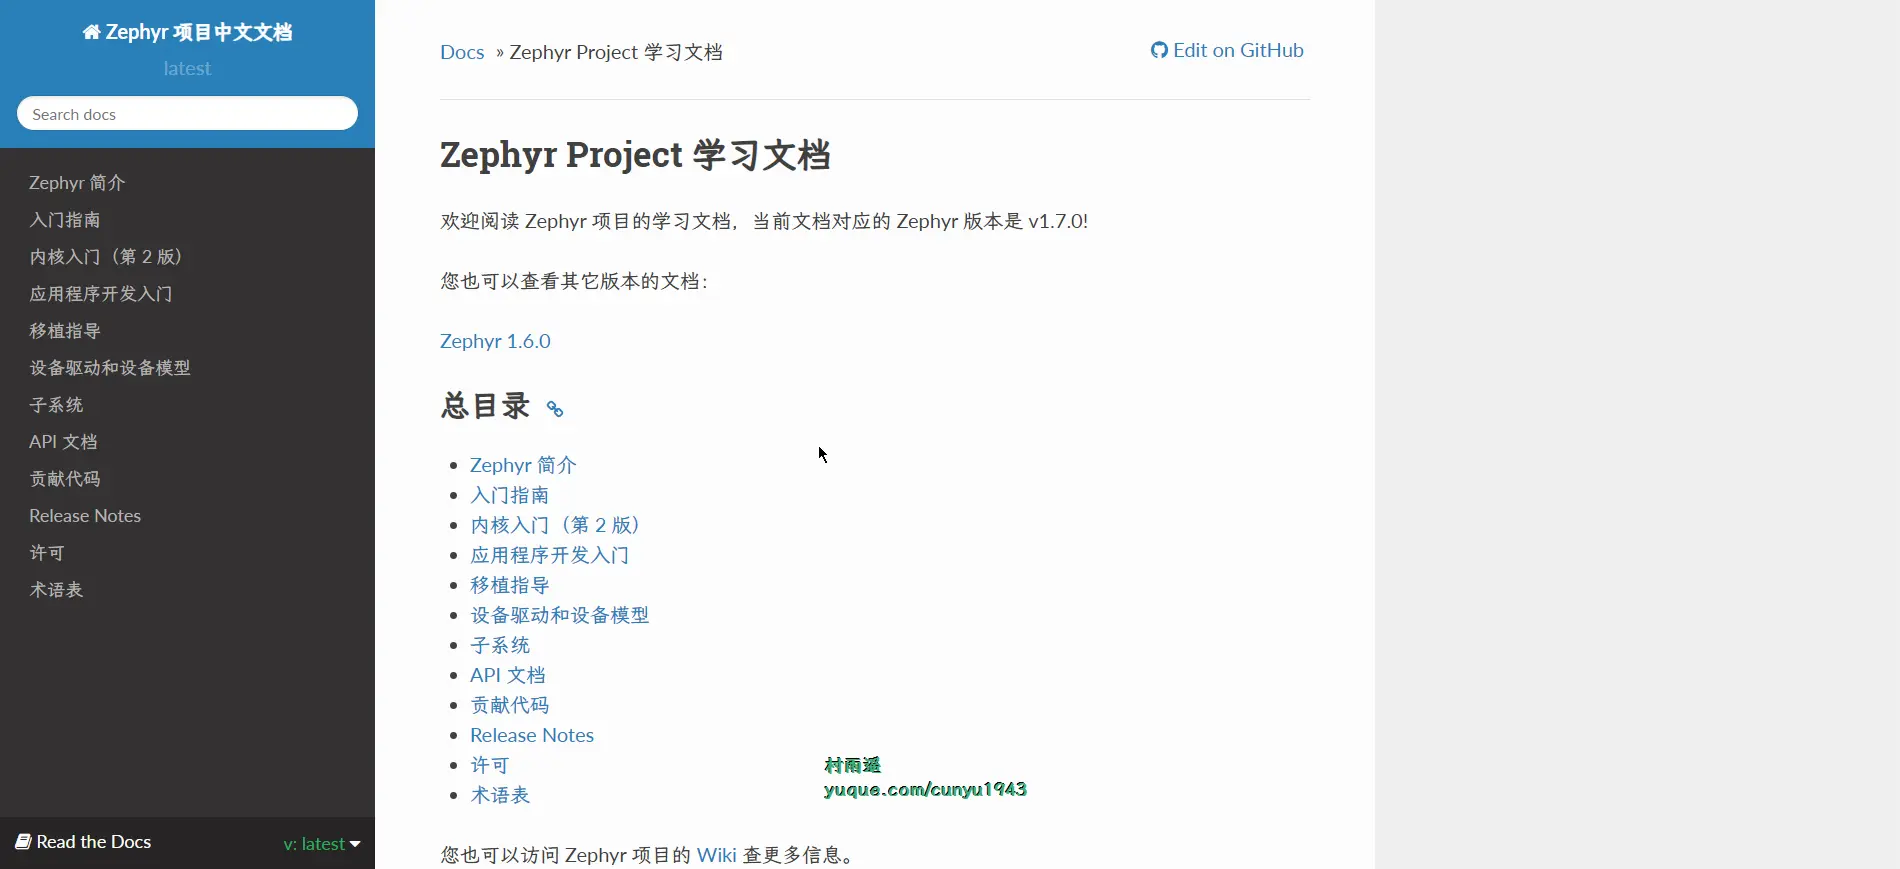 Zephyr 项目中文文档
latest
Search docs
Zephyr 简介
入门指南
内核入门（第 2 版）
应用程序开发入门
移植指导
设备驱动和设备模型
子系统
API 文档
贡献代码
Release Notes
许可
术语表
Read the Docs
v: latest
Docs » Zephyr Project 学习文档
Edit on GitHub
Zephyr Project 学习文档
欢迎阅读 Zephyr 项目的学习文档，当前文档对应的 Zephyr 版本是 v1.7.0!
您也可以查看其它版本的文档：
Zephyr 1.6.0
总目录
Zephyr 简介
入门指南
内核入门（第 2 版）
应用程序开发入门
移植指导
设备驱动和设备模型
子系统
API 文档
贡献代码
Release Notes
许可
术语表
村雨遥
yuque.com/cunyu1943
您也可以访问 Zephyr 项目的 Wiki 查更多信息。